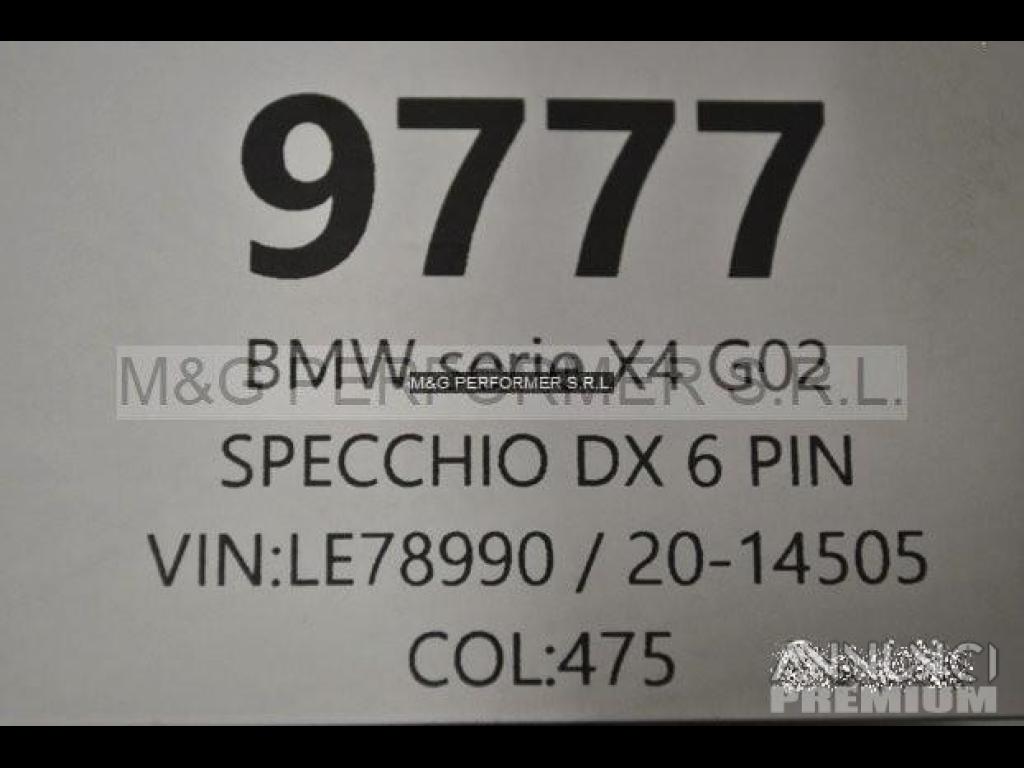 9777
BMW serie X4 G02
M&G PERFORMER S.R.L.
M&G PERFORMER S.R.L.
SPECCHIO DX 6 PIN
VIN:LE78990 / 20-14505
COL:475
ANNUNCI
PREMIUM